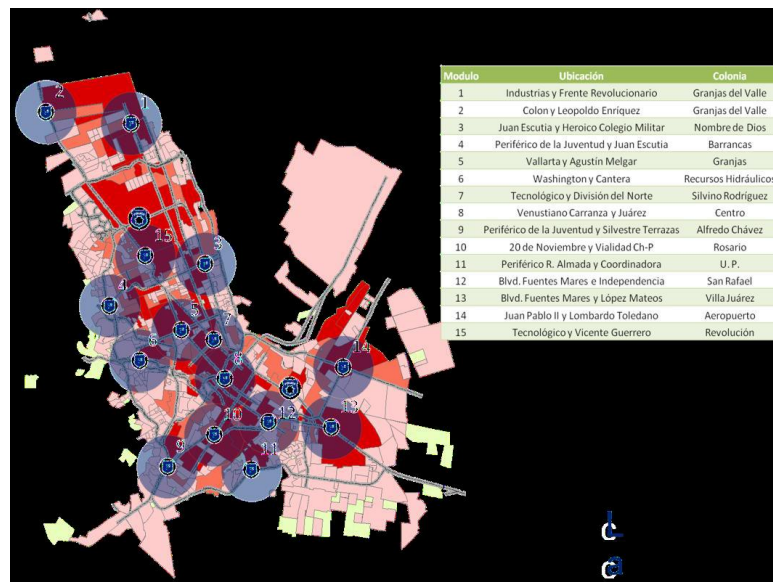 Modulo Ubicación Colonia
1 Industrias y Frente Revolucionario Granjas del Valle
2 Colon y Leopoldo Enríquez Granjas del Valle
3 Juan Escutia y Heroico Colegio Militar Nombre de Dios
4 Periférico de la Juventud y Juan Escutia Barrancas
5 Vallarta y Agustín Melgar Granjas
6 Washington y Cantera Recursos Hidráulicos
7 Tecnológico y División del Norte Silvino Rodríguez
8 Venustiano Carranza y Juárez Centro
9 Periférico de la Juventud y Silvestre Terrazas Alfredo Chávez
10 20 de Noviembre y Vialidad Ch-P Rosario
11 Periférico R. Almada y Coordinadora U. P.
12 Blvd. Fuentes Mares e Independencia San Rafael
13 Blvd. Fuentes Mares y López Mateos Villa Juárez
14 Juan Pablo II y Lombardo Toledano Aeropuerto
15 Tecnológico y Vicente Guerrero Revolución
2
1
15
3
4
5
7
6
8
14
10
12
13
9
11